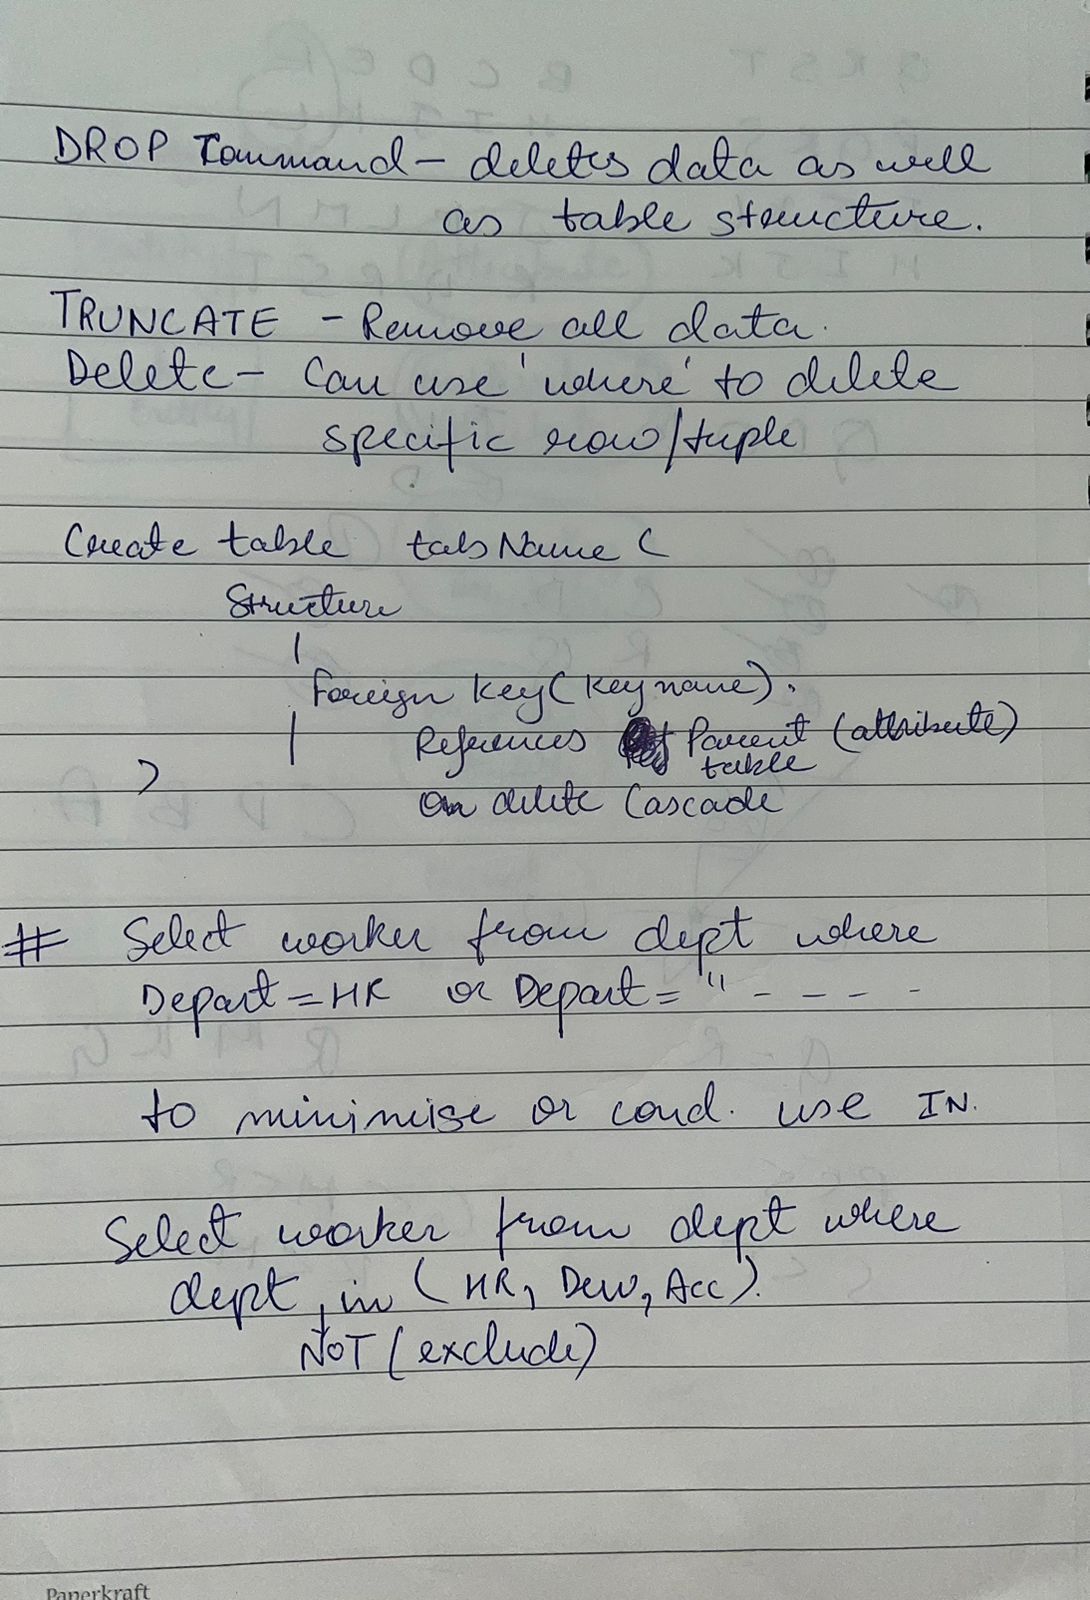 DROP Command - deletes data as well
as table structure.
TRUNCATE - Remove all data.
Delete - Can use 'where' to delete
specific row/tuple
Create table tabName (
Structure
Foreign key (key name).
References Parent (attribute)
table
)
on delete Cascade
# Select worker from dept where
Depart = HR or Depart = " - - - -
to minimise or cond. use IN.
Select worker from dept where
dept, in (HR, Dew, Acc).
NOT (exclude)
Paperkraft